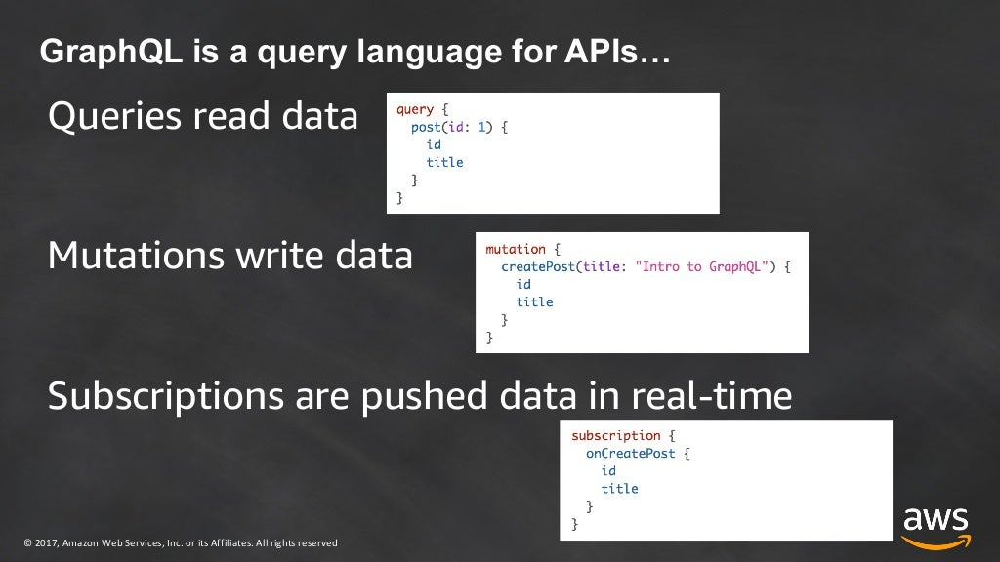 GraphQL is a query language for APIs…
Queries read data
query {
  post(id: 1) {
    id
    title
  }
}
Mutations write data
mutation {
  createPost(title: "Intro to GraphQL") {
    id
    title
  }
}
Subscriptions are pushed data in real-time
subscription {
  onCreatePost {
    id
    title
  }
}
© 2017, Amazon Web Services, Inc. or its Affiliates. All rights reserved
aws